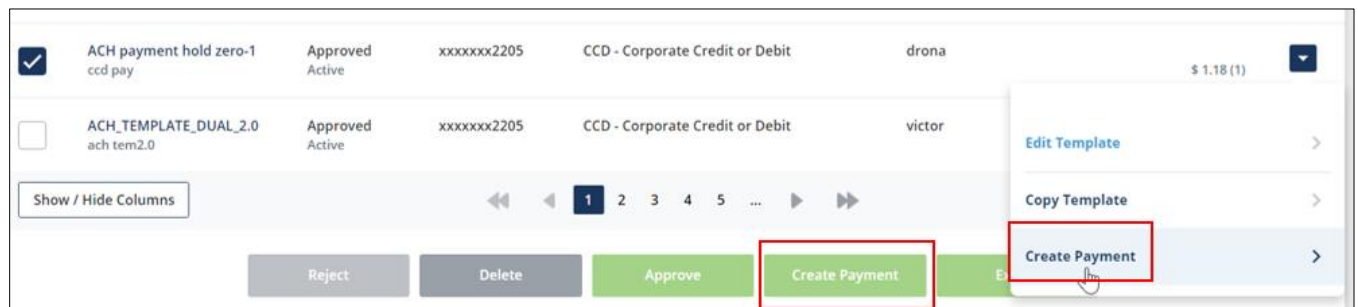 ACH payment hold zero-1 Approved xxxxxxx2205 CCD - Corporate Credit or Debit drona
ccd pay Active $ 1.18 (1)
ACH_TEMPLATE_DUAL_2.0 Approved xxxxxxx2205 CCD - Corporate Credit or Debit victor
ach tem2.0 Active
Edit Template
Show / Hide Columns 1 2 3 4 5 ...
Copy Template
Create Payment
Reject Delete Approve Create Payment